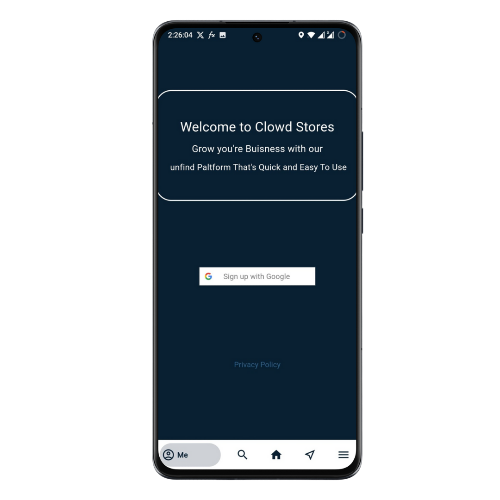 2:26:04
Welcome to Clowd Stores
Grow you're Buisness with our
unfind Paltform That's Quick and Easy To Use
Sign up with Google
Privacy Policy
Me